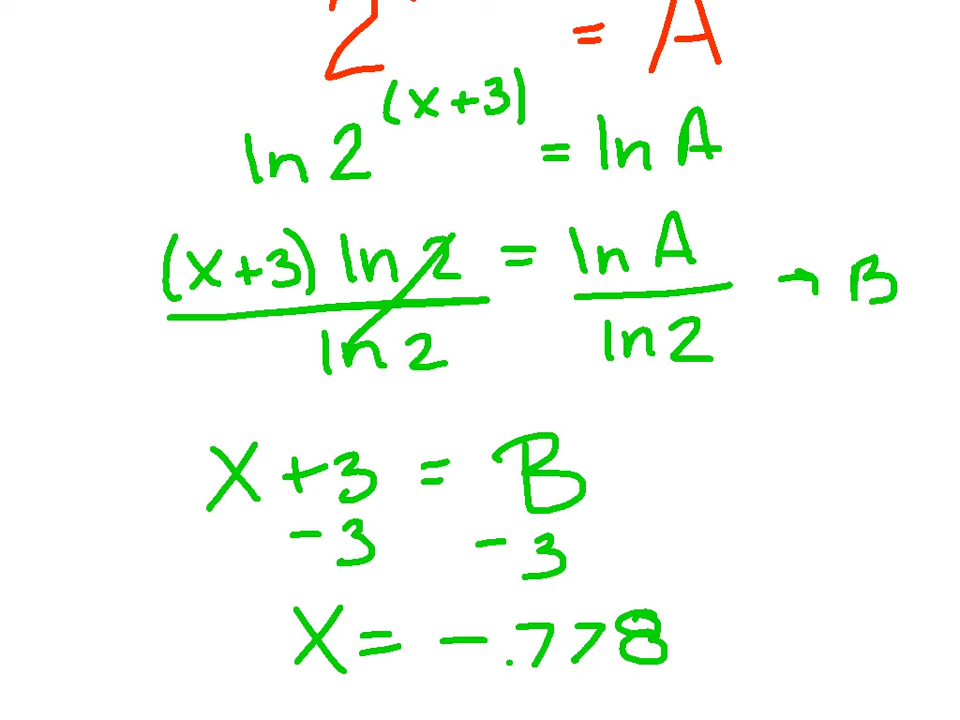 2 = A
ln 2^(x+3) = ln A
(x+3) ln 2 = ln A → B
ln 2 ln 2
x + 3 = B
-3 -3
x = -.778